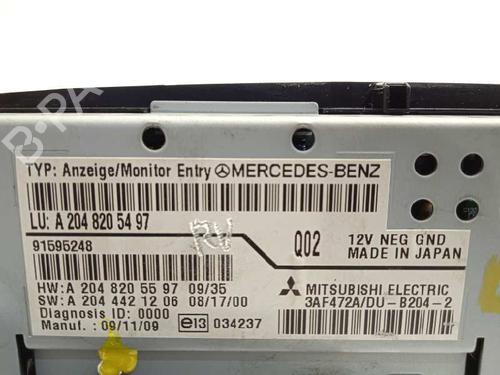 TYP: Anzeige/Monitor Entry MERCEDES-BENZ
LU: A 204 820 54 97
91595248
Q02
12V NEG GND
MADE IN JAPAN
HW: A 204 820 55 97 09/35
SW: A 204 442 12 06 08/17/00
Diagnosis ID: 0000
Manuf.: 09/11/09
e13 034237
MITSUBISHI ELECTRIC
3AF472A/DU-B204-2
B-PA